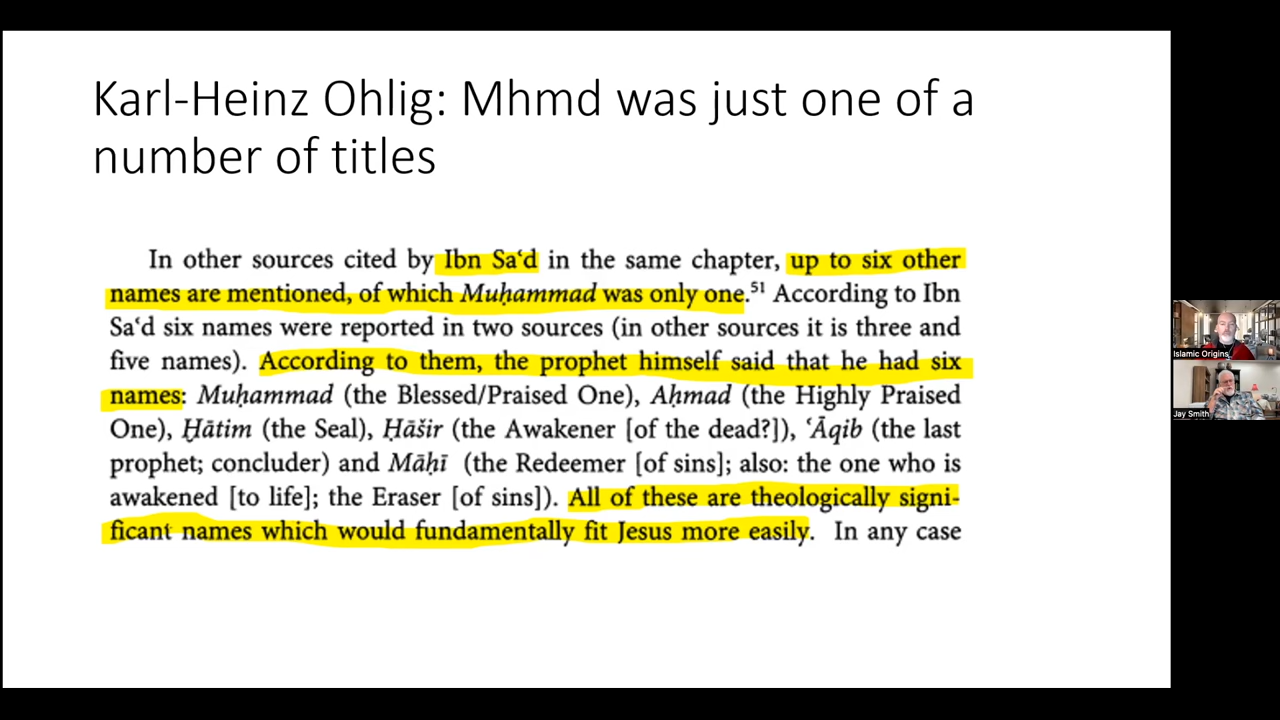 Karl-Heinz Ohlig: Mhmd was just one of a
number of titles
In other sources cited by Ibn Saʿd in the same chapter, up to six other
names are mentioned, of which Muḥammad was only one.⁵¹ According to Ibn
Saʿd six names were reported in two sources (in other sources it is three and
five names). According to them, the prophet himself said that he had six
names: Muḥammad (the Blessed/Praised One), Aḥmad (the Highly Praised
One), Ḫātim (the Seal), Ḥāšir (the Awakener [of the dead?]), ʿĀqib (the last
prophet; concluder) and Māḥī (the Redeemer [of sins]; also: the one who is
awakened [to life]; the Eraser [of sins]). All of these are theologically signi-
ficant names which would fundamentally fit Jesus more easily. In any case
Islamic Origins
Jay Smith